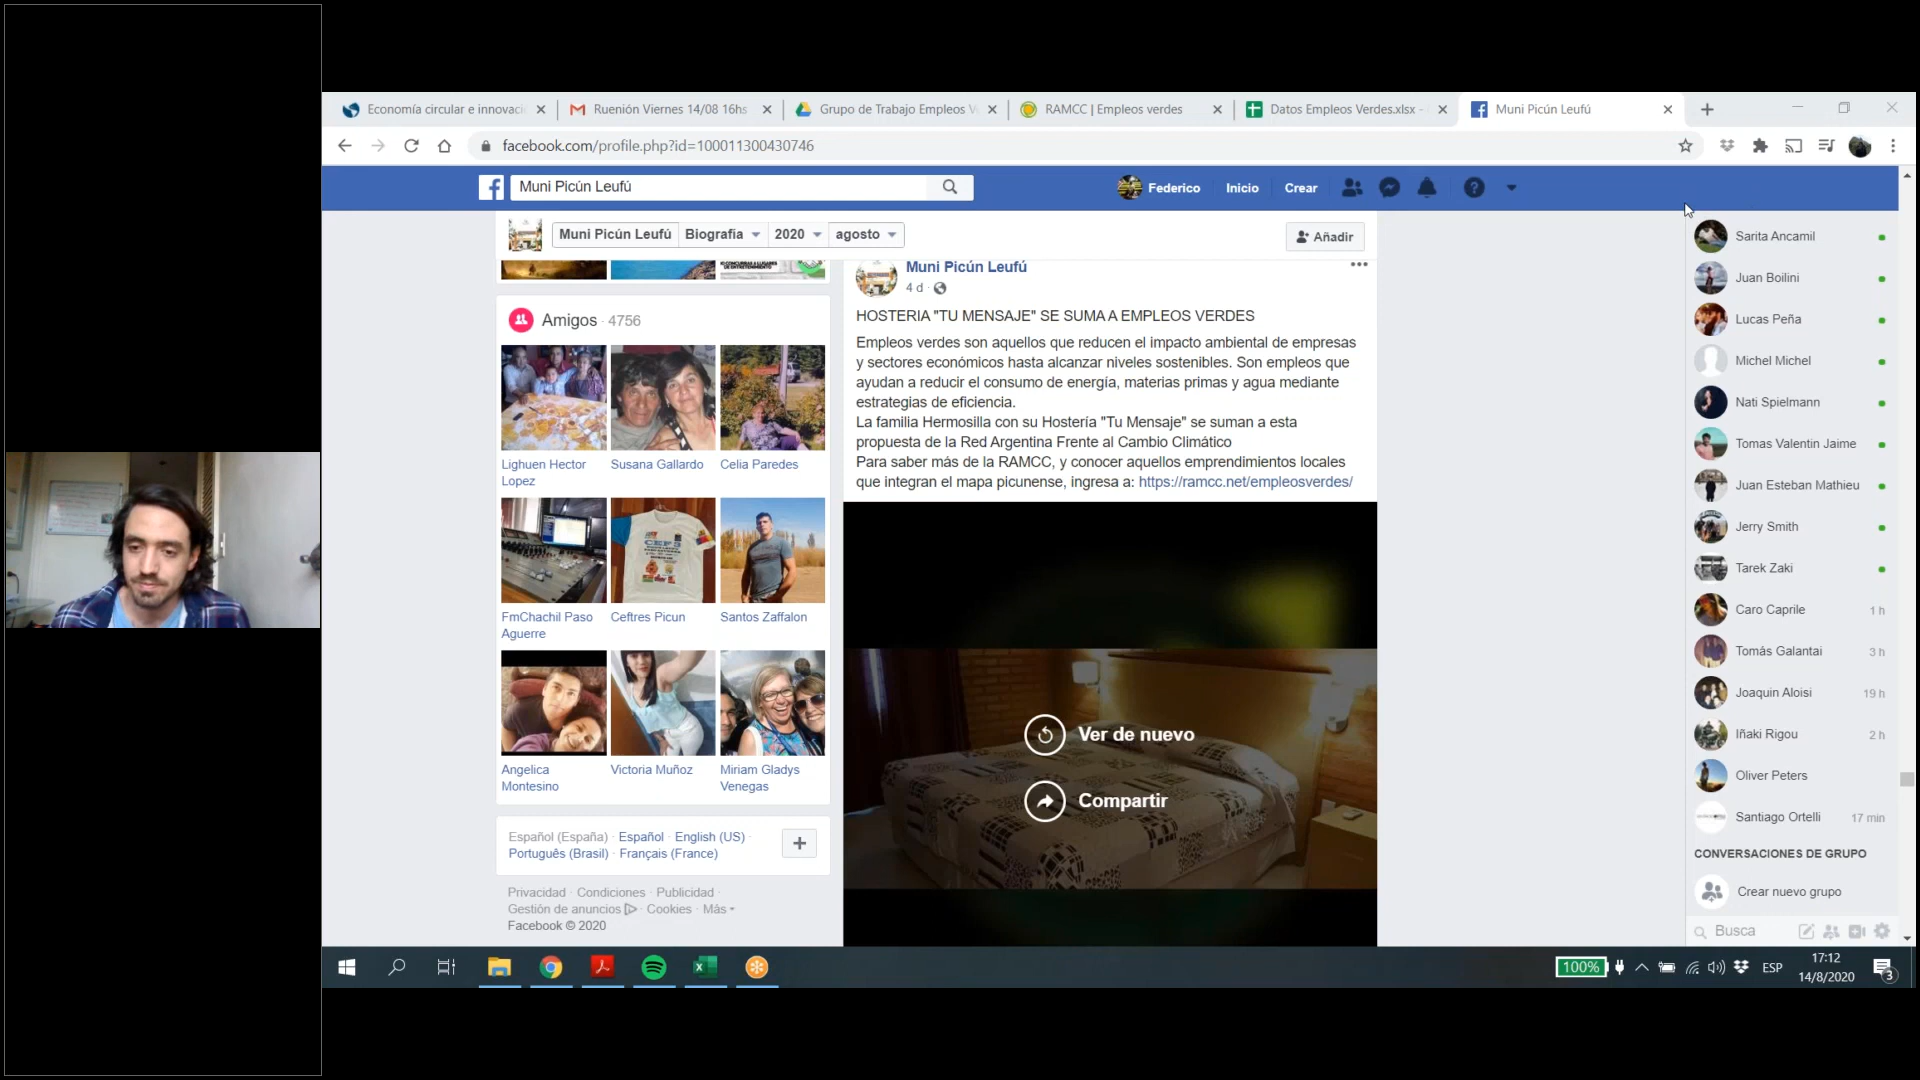 Economía circular e innovaci
Ruenión Viernes 14/08 16hs
Grupo de Trabajo Empleos V
RAMCC | Empleos verdes
Datos Empleos Verdes.xlsx -
Muni Picún Leufú
facebook.com/profile.php?id=100011300430746
Muni Picún Leufú
Federico
Inicio
Crear
Muni Picún Leufú
Biografía
2020
agosto
Añadir
Amigos · 4756
Lighuen Hector
Lopez
Susana Gallardo
Celia Paredes
FmChachil Paso
Aguerre
Ceftres Picun
Santos Zaffalon
Angelica
Montesino
Victoria Muñoz
Miriam Gladys
Venegas
Español (España) · Español · English (US) ·
Português (Brasil) · Français (France)
Privacidad · Condiciones · Publicidad ·
Gestión de anuncios · Cookies · Más
Facebook © 2020
Muni Picún Leufú
4 d ·
HOSTERIA "TU MENSAJE" SE SUMA A EMPLEOS VERDES
Empleos verdes son aquellos que reducen el impacto ambiental de empresas
y sectores económicos hasta alcanzar niveles sostenibles. Son empleos que
ayudan a reducir el consumo de energía, materias primas y agua mediante
estrategias de eficiencia.
La familia Hermosilla con su Hostería "Tu Mensaje" se suman a esta
propuesta de la Red Argentina Frente al Cambio Climático
Para saber más de la RAMCC, y conocer aquellos emprendimientos locales
que integran el mapa picunense, ingresa a: https://ramcc.net/empleosverdes/
Ver de nuevo
Compartir
Sarita Ancamil
Juan Boilini
Lucas Peña
Michel Michel
Nati Spielmann
Tomas Valentin Jaime
Juan Esteban Mathieu
Jerry Smith
Tarek Zaki
Caro Caprile 1 h
Tomás Galantai 3 h
Joaquin Aloisi 19 h
Iñaki Rigou 2 h
Oliver Peters
Santiago Ortelli 17 min
CONVERSACIONES DE GRUPO
Crear nuevo grupo
Busca
100%
ESP
17:12
14/8/2020
3